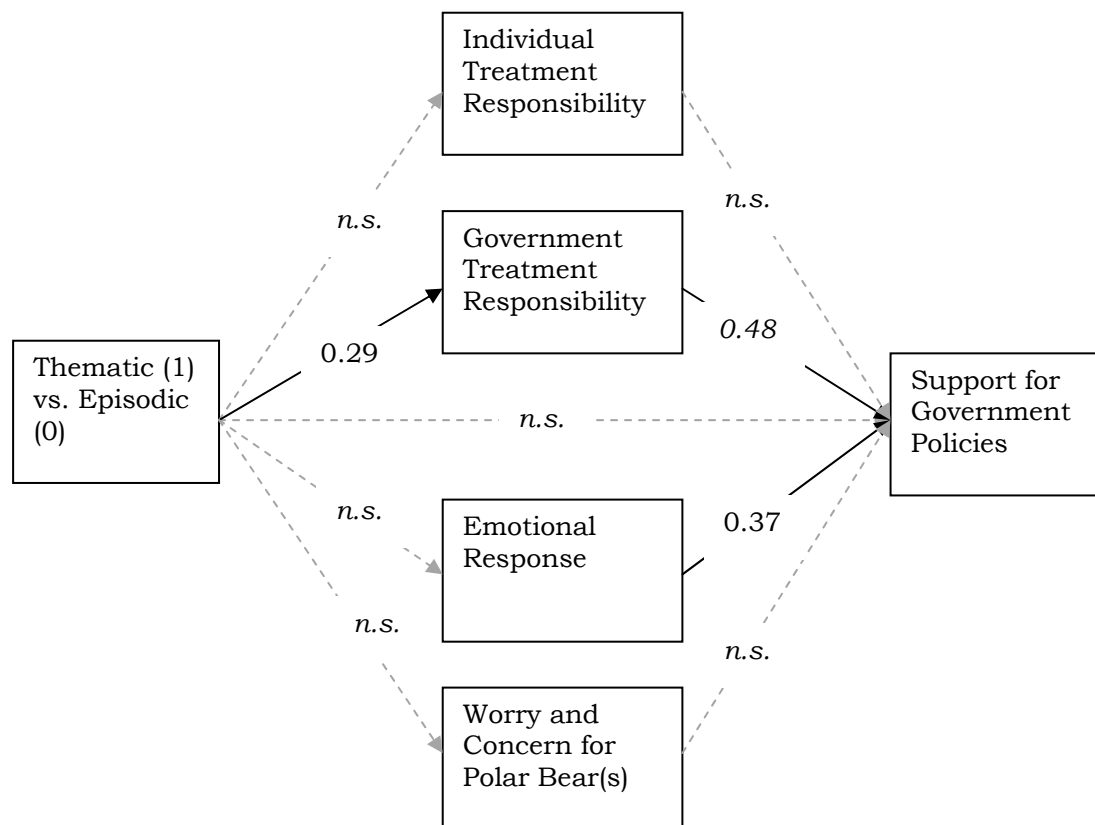 Individual
Treatment
Responsibility
n.s.
n.s.
Government
Treatment
Responsibility
0.29
0.48
Thematic (1)
vs. Episodic
(0)
n.s.
Support for
Government
Policies
n.s.
Emotional
Response
0.37
n.s.
n.s.
Worry and
Concern for
Polar Bear(s)